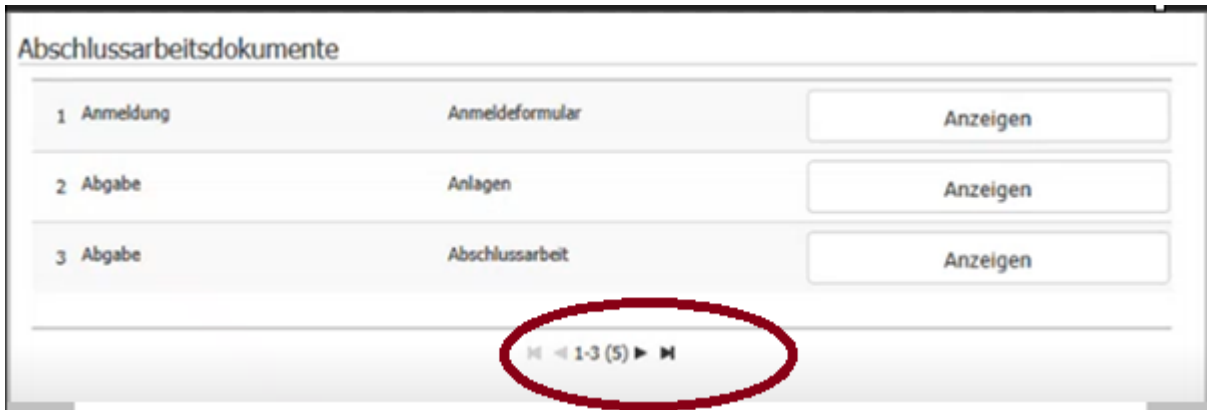 Abschlussarbeitsdokumente
1 Anmeldung Anmeldeformular Anzeigen
2 Abgabe Anlagen Anzeigen
3 Abgabe Abschlussarbeit Anzeigen
1-3 (5)